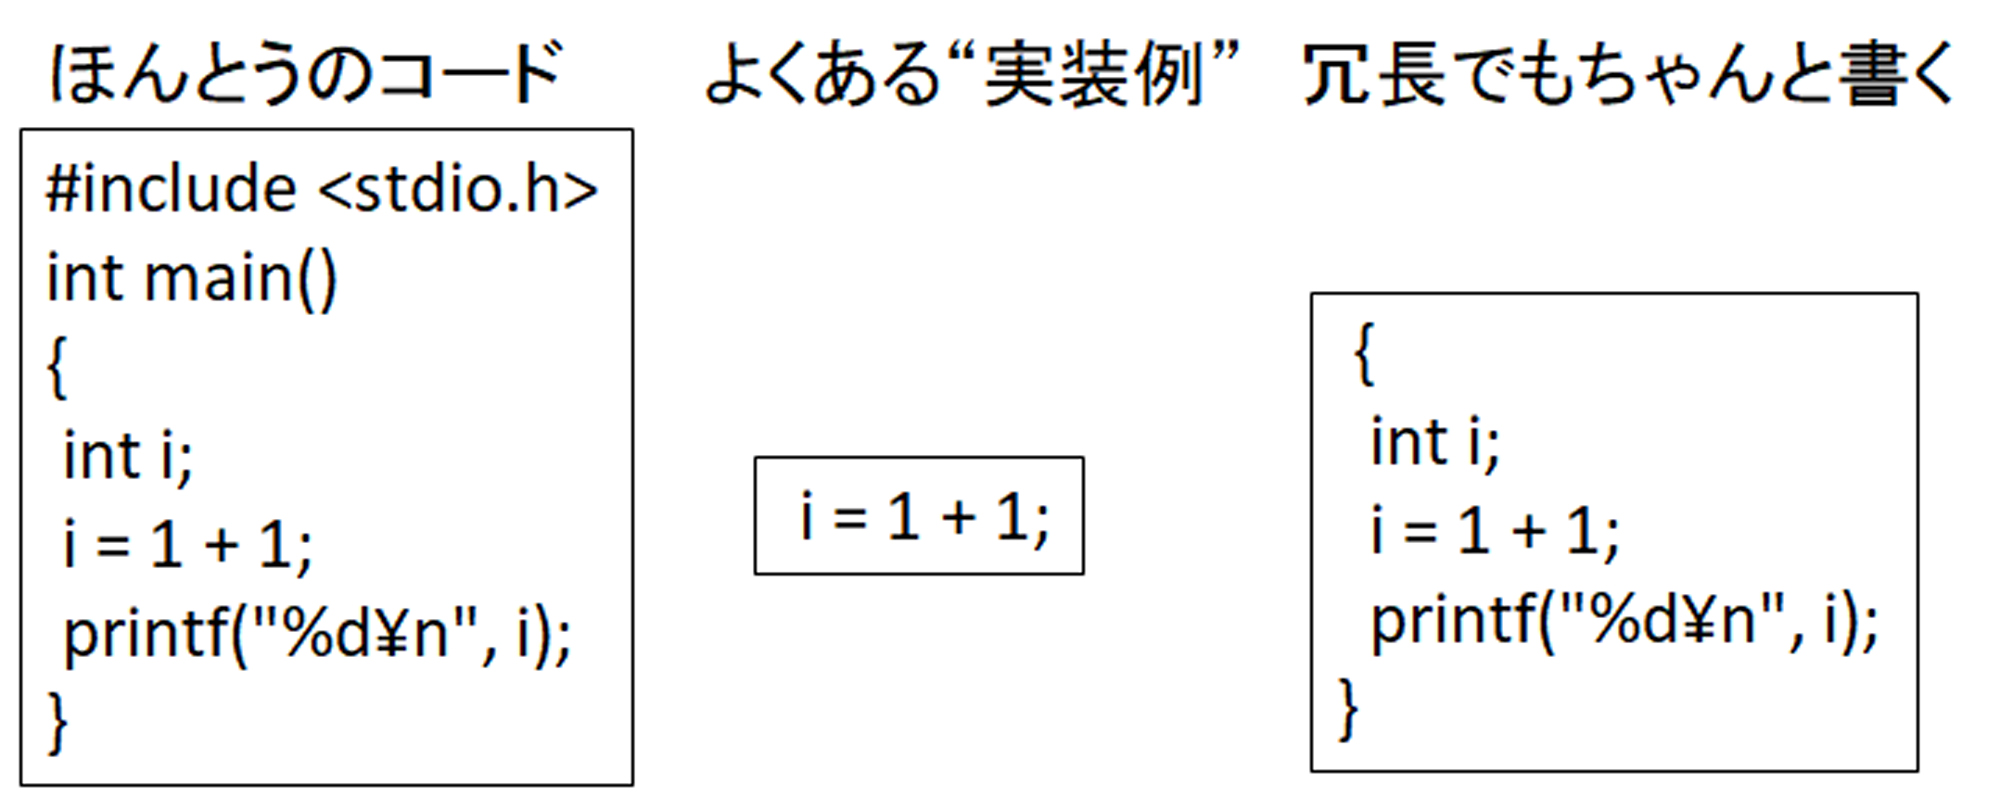 ほんとうのコード
#include <stdio.h>
int main()
{
int i;
i = 1 + 1;
printf("%d¥n", i);
}
よくある“実装例”
i = 1 + 1;
冗長でもちゃんと書く
{
int i;
i = 1 + 1;
printf("%d¥n", i);
}